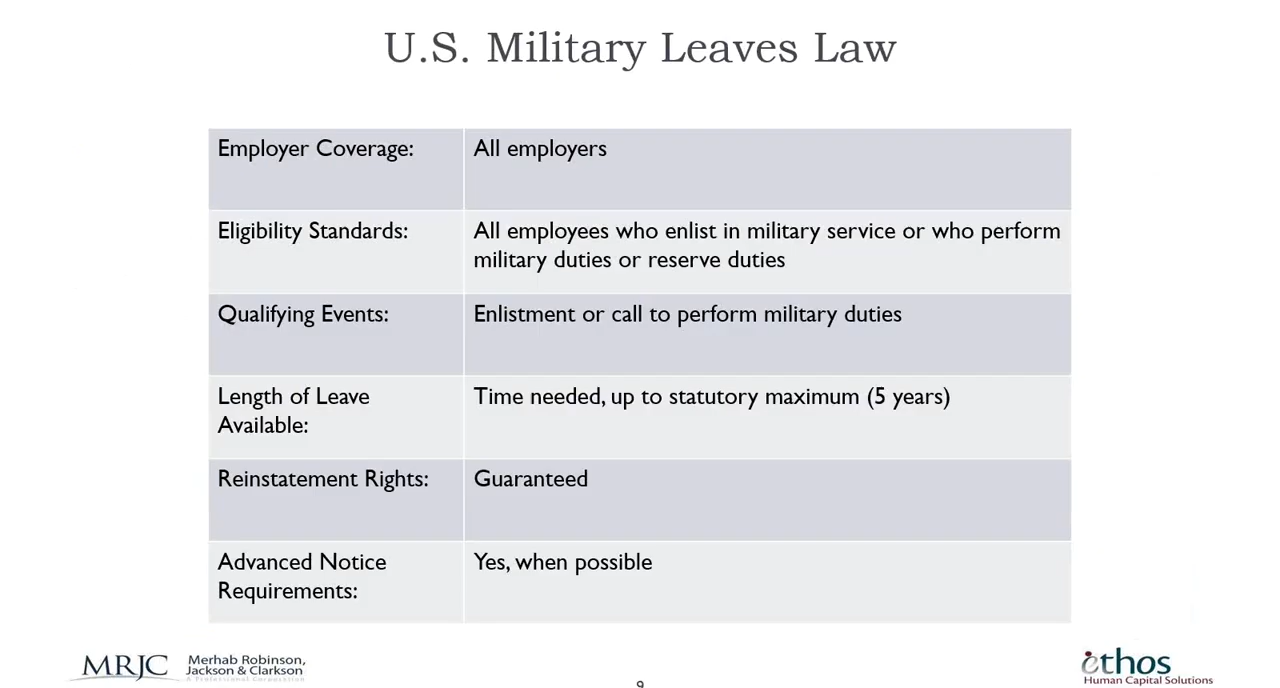 U.S. Military Leaves Law
Employer Coverage: All employers
Eligibility Standards: All employees who enlist in military service or who perform
military duties or reserve duties
Qualifying Events: Enlistment or call to perform military duties
Length of Leave Time needed, up to statutory maximum (5 years)
Available:
Reinstatement Rights: Guaranteed
Advanced Notice Yes, when possible
Requirements:
MRJC Merhab Robinson,
Jackson & Clarkson
A Professional Corporation
9
ethos
Human Capital Solutions